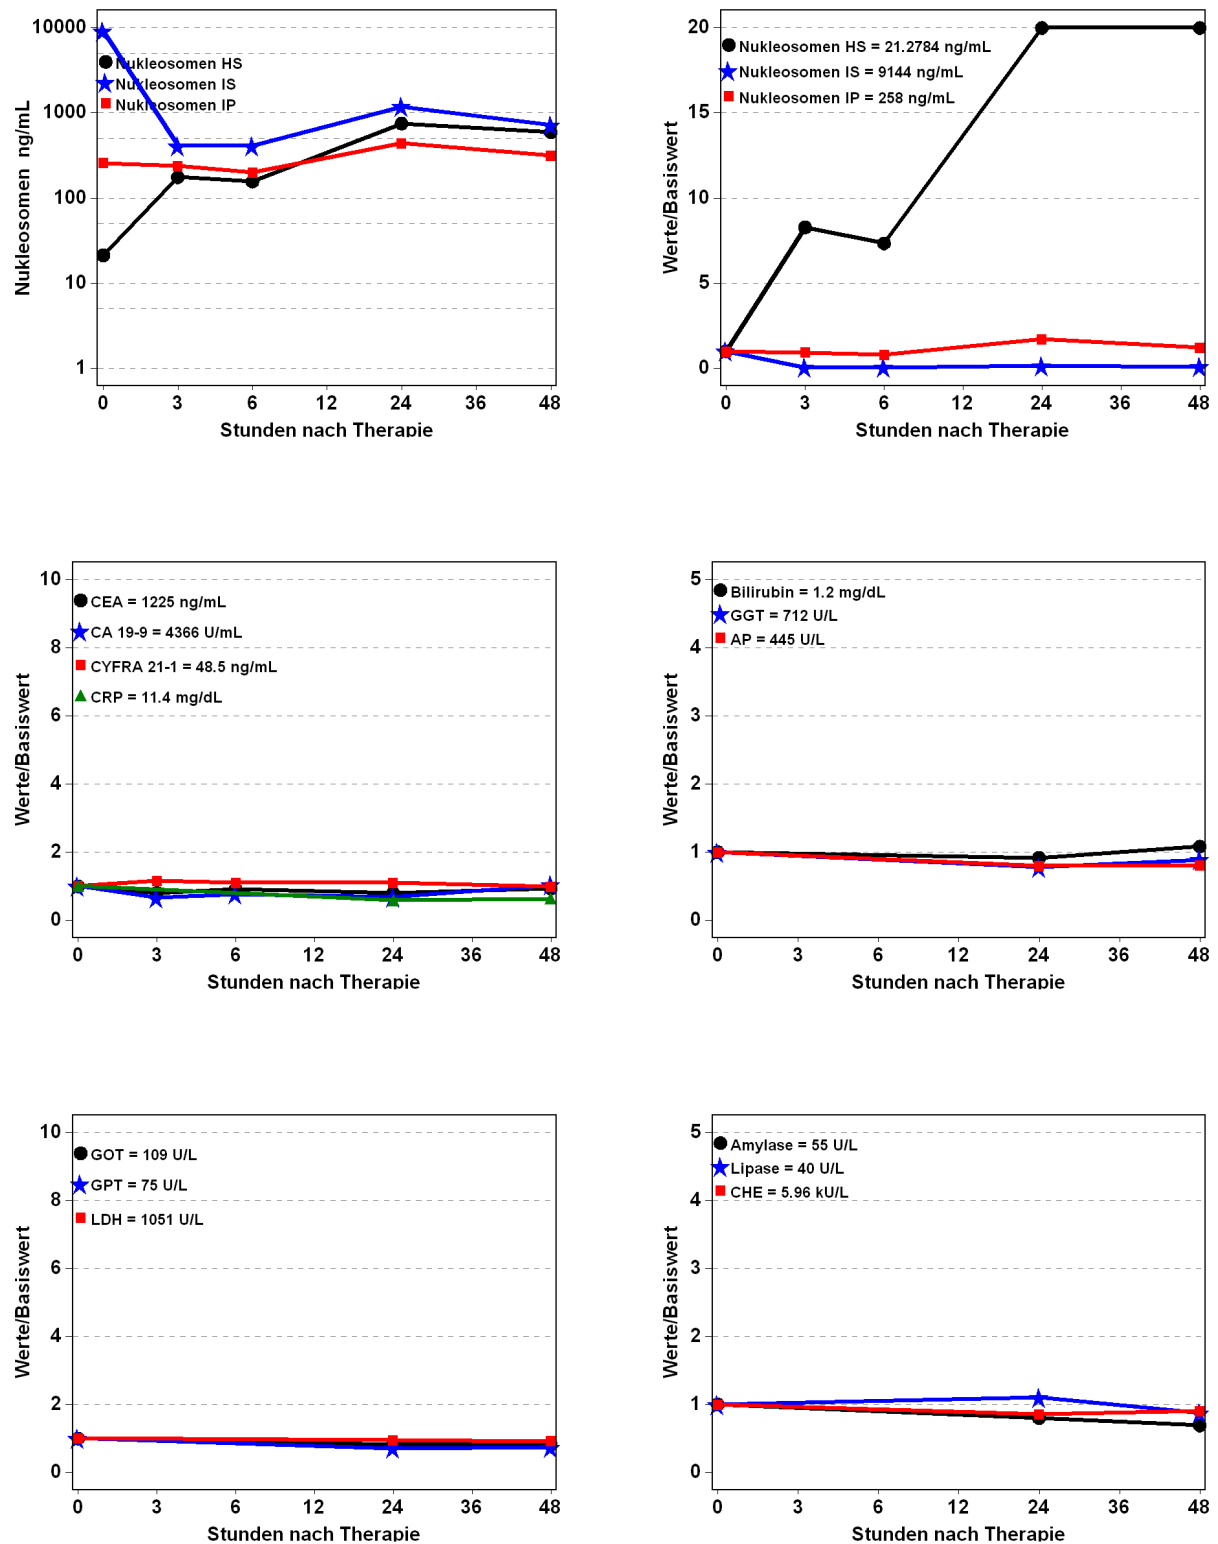 Nukleosomen ng/mL
10000
1000
100
10
1
Nukleosomen HS
Nukleosomen IS
Nukleosomen IP
0 3 6 12 24 36 48
Stunden nach Therapie
Werte/Basiswert
20
15
10
5
0
Nukleosomen HS = 21.2784 ng/mL
Nukleosomen IS = 9144 ng/mL
Nukleosomen IP = 258 ng/mL
0 3 6 12 24 36 48
Stunden nach Therapie
Werte/Basiswert
10
8
6
4
2
0
CEA = 1225 ng/mL
CA 19-9 = 4366 U/mL
CYFRA 21-1 = 48.5 ng/mL
CRP = 11.4 mg/dL
0 3 6 12 24 36 48
Stunden nach Therapie
Werte/Basiswert
5
4
3
2
1
0
Bilirubin = 1.2 mg/dL
GGT = 712 U/L
AP = 445 U/L
0 3 6 12 24 36 48
Stunden nach Therapie
Werte/Basiswert
10
8
6
4
2
0
GOT = 109 U/L
GPT = 75 U/L
LDH = 1051 U/L
0 3 6 12 24 36 48
Stunden nach Therapie
Werte/Basiswert
5
4
3
2
1
0
Amylase = 55 U/L
Lipase = 40 U/L
CHE = 5.96 kU/L
0 3 6 12 24 36 48
Stunden nach Therapie